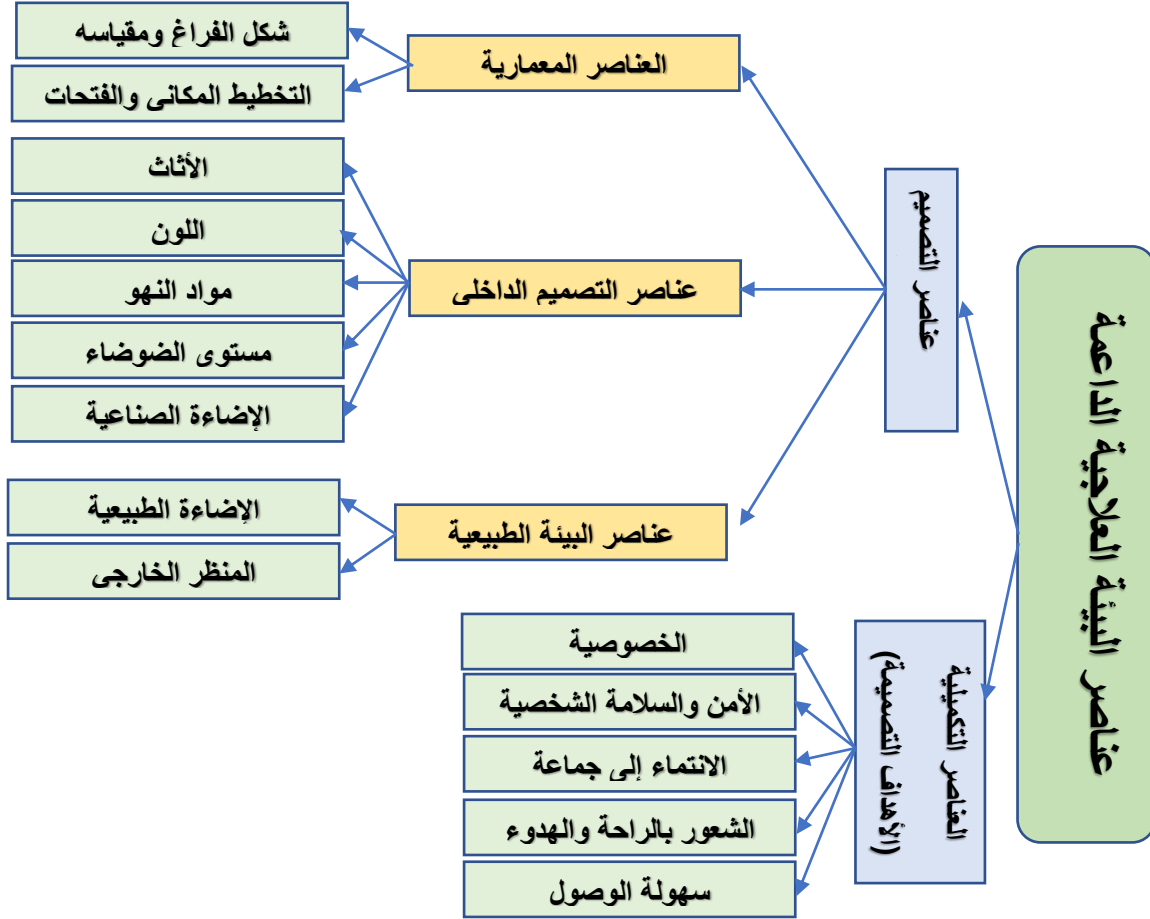 عناصر البيئة العلاجية الداعمة
عناصر التصميم
العناصر المعمارية
شكل الفراغ ومقياسه
التخطيط المكانى والفتحات
عناصر التصميم الداخلى
الأثاث
اللون
مواد النهو
مستوى الضوضاء
الإضاءة الصناعية
عناصر البيئة الطبيعية
الإضاءة الطبيعية
المنظر الخارجى
العناصر التكميلية
(الأهداف التصميمة)
الخصوصية
الأمن والسلامة الشخصية
الانتماء إلى جماعة
الشعور بالراحة والهدوء
سهولة الوصول